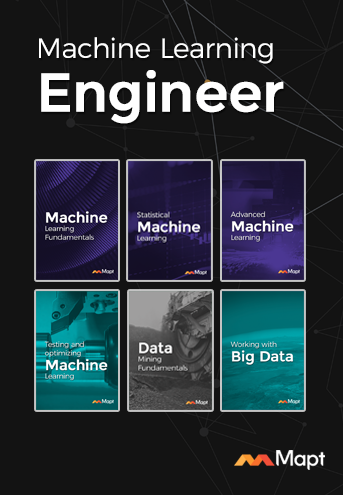 Machine Learning
Engineer
Machine
Learning
Fundamentals
Mapt
Statistical
Machine
Learning
Mapt
Advanced
Machine
Learning
Mapt
Testing and
optimizing
Machine
Learning
Mapt
Data
Mining
Fundamentals
Mapt
Working with
Big Data
Mapt
Mapt